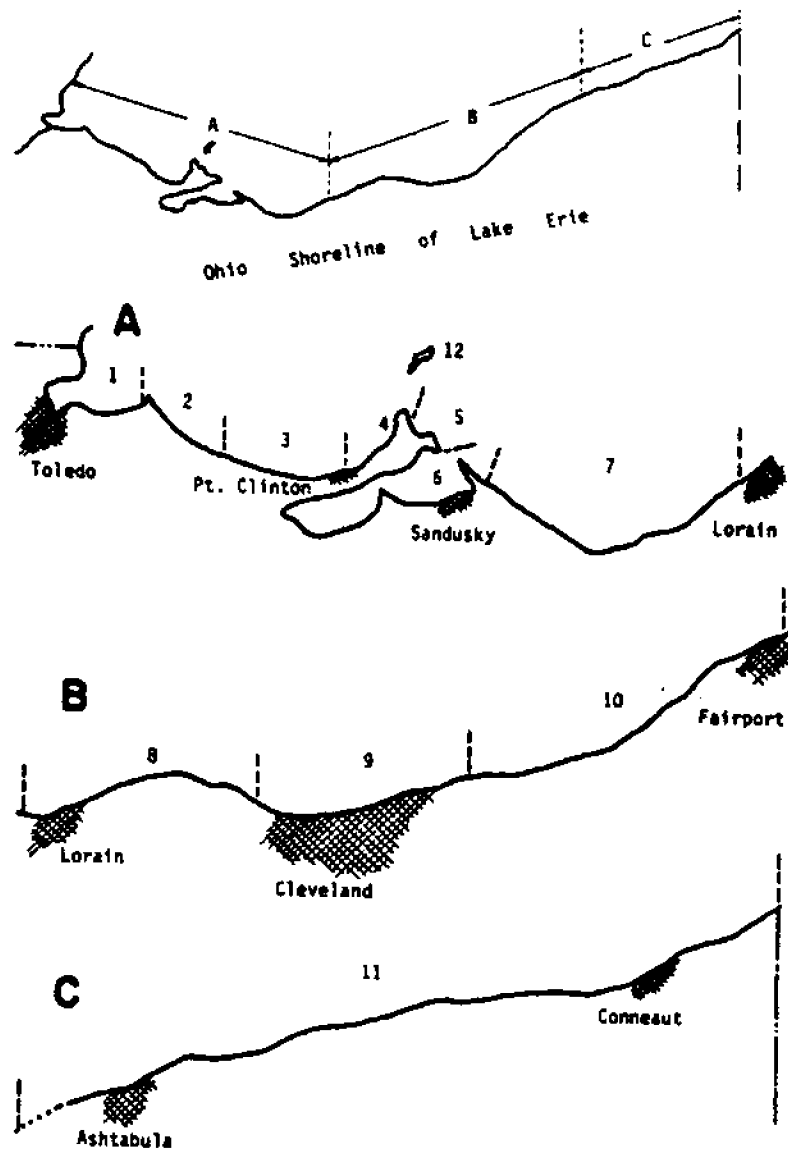 C
A
B
Ohio Shoreline of Lake Erie
A
12
1
2
3
4
5
6
7
Toledo
Pt. Clinton
Sandusky
Lorain
B
8
9
10
Fairport
Lorain
Cleveland
C
11
Conneaut
Ashtabula